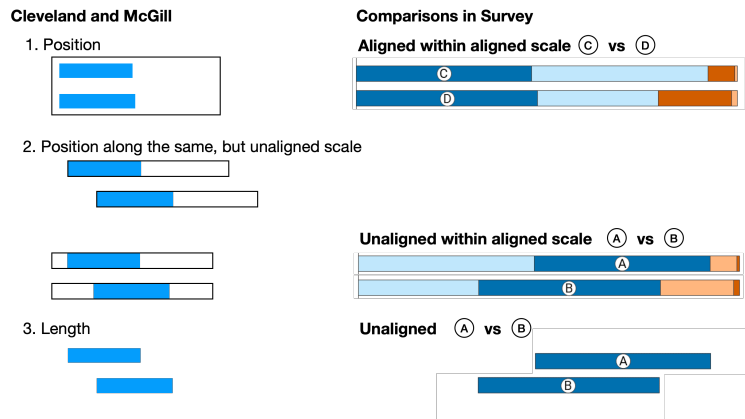 Cleveland and McGill
Comparisons in Survey
1. Position
Aligned within aligned scale C vs D
C
D
2. Position along the same, but unaligned scale
Unaligned within aligned scale A vs B
A
B
3. Length
Unaligned A vs B
A
B